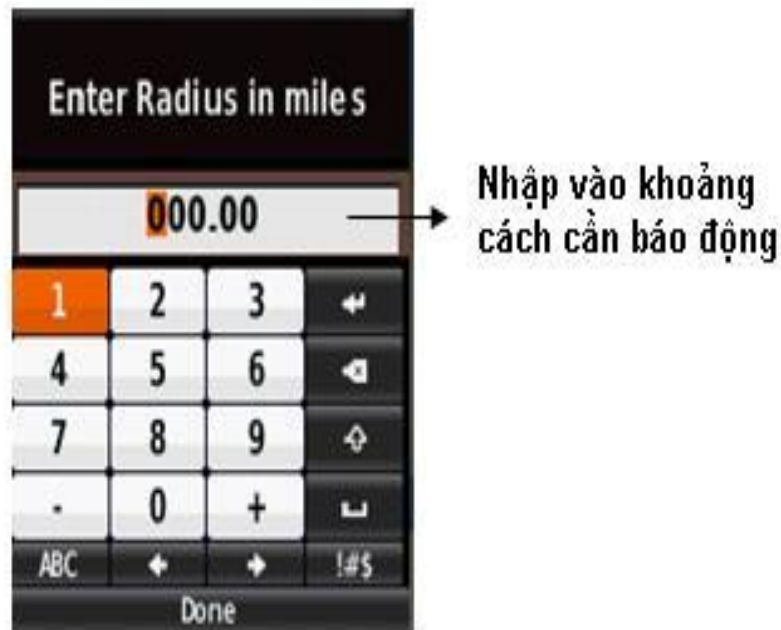 Enter Radius in miles
000.00
Nhập vào khoảng
cách cần báo động
1 2 3
4 5 6
7 8 9
- 0 +
ABC !#$
Done